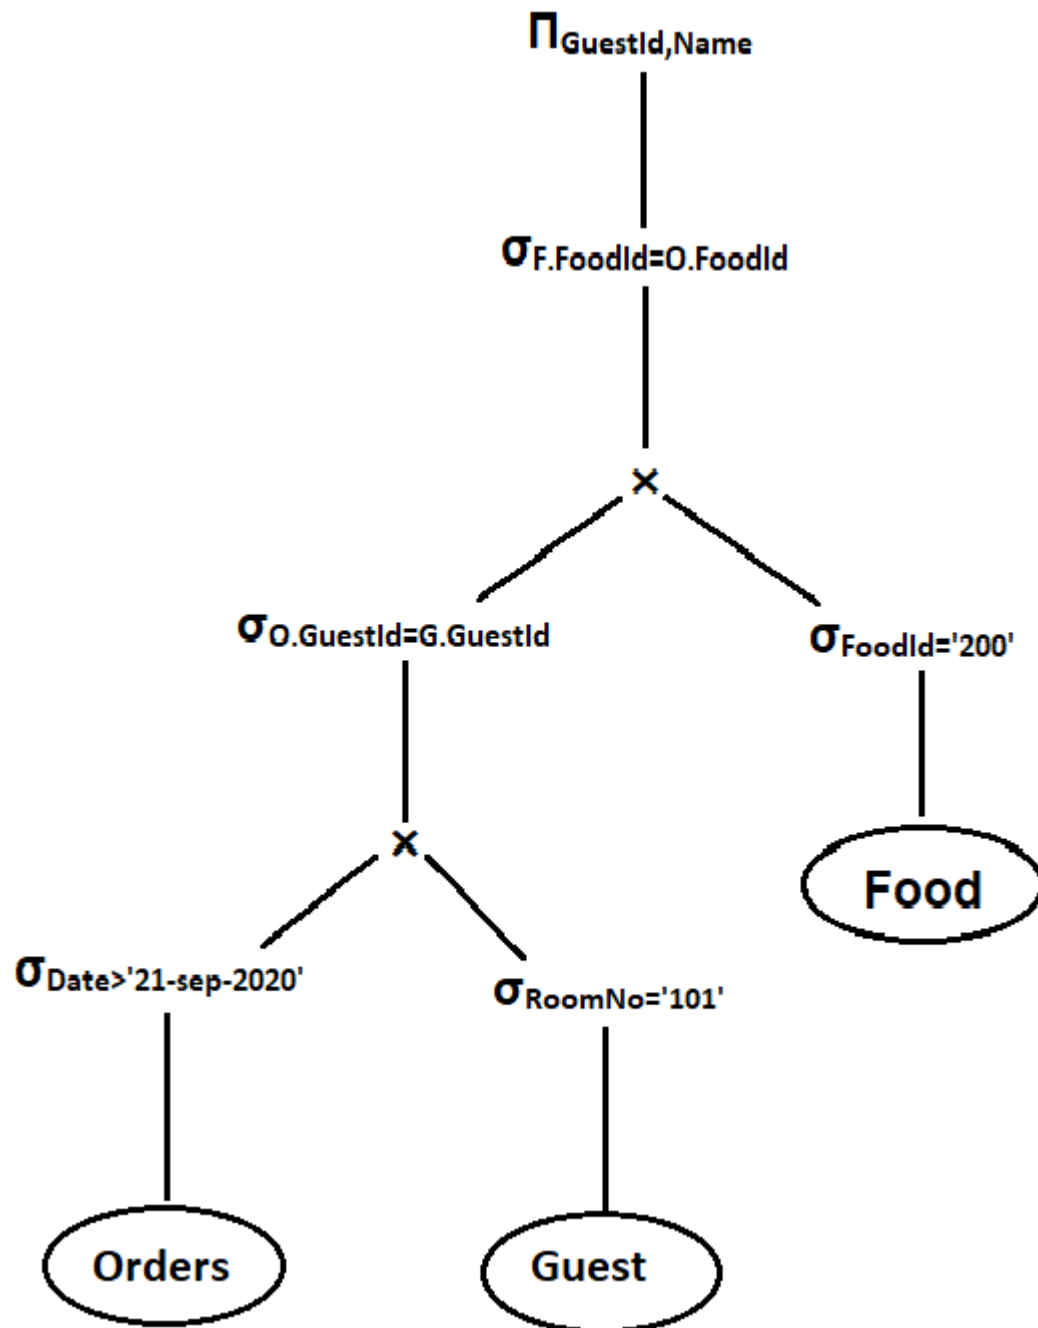 ΠGuestId,Name
σF.FoodId=O.FoodId
×
σO.GuestId=G.GuestId
σFoodId='200'
×
Food
σDate>'21-sep-2020'
σRoomNo='101'
Orders
Guest